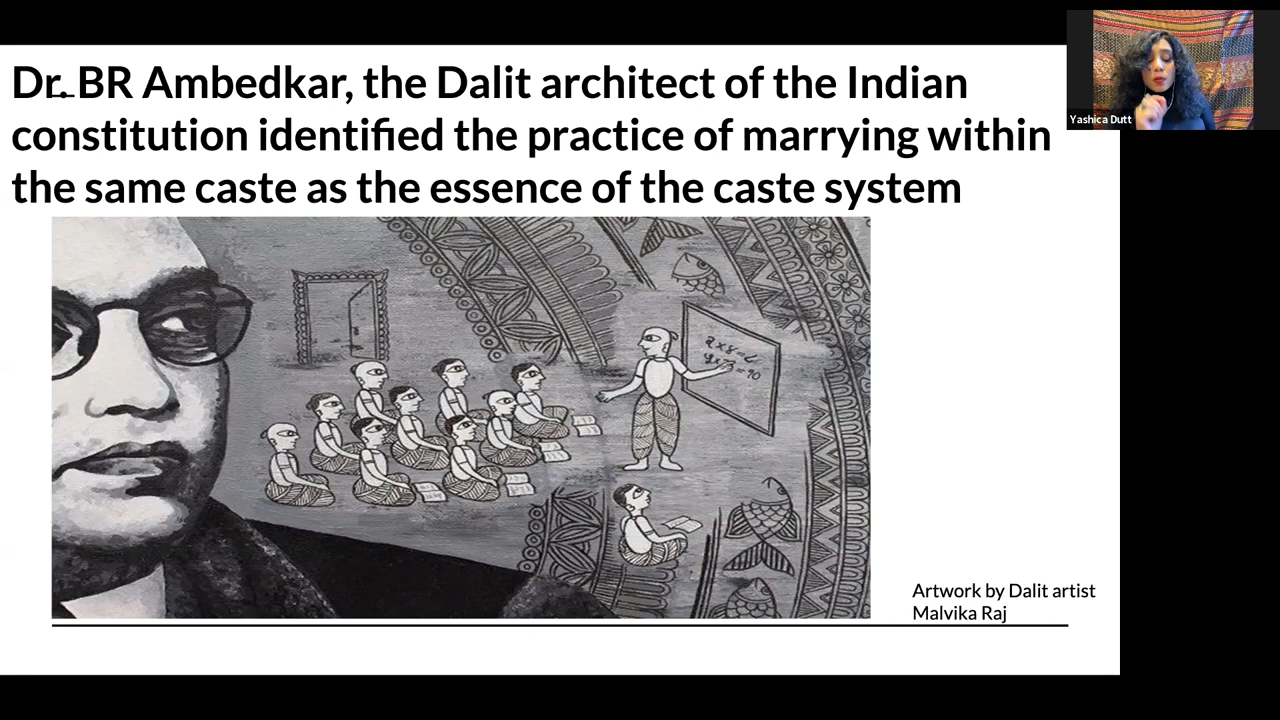 Dr. BR Ambedkar, the Dalit architect of the Indian
constitution identified the practice of marrying within
the same caste as the essence of the caste system
Yashica Dutt
Artwork by Dalit artist
Malvika Raj